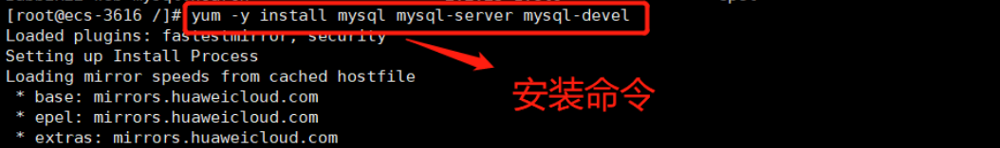 [root@ecs-3616 /]# yum -y install mysql mysql-server mysql-devel
Loaded plugins: fastestmirror, security
Setting up Install Process
Loading mirror speeds from cached hostfile
 * base: mirrors.huaweicloud.com
 * epel: mirrors.huaweicloud.com
 * extras: mirrors.huaweicloud.com
安装命令